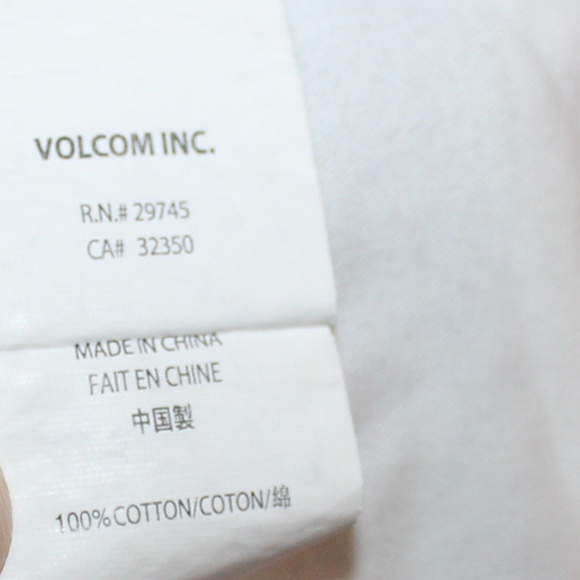 VOLCOM INC.
R.N.# 29745
CA# 32350
MADE IN CHINA
FAIT EN CHINE
中国製
100% COTTON/COTON/綿